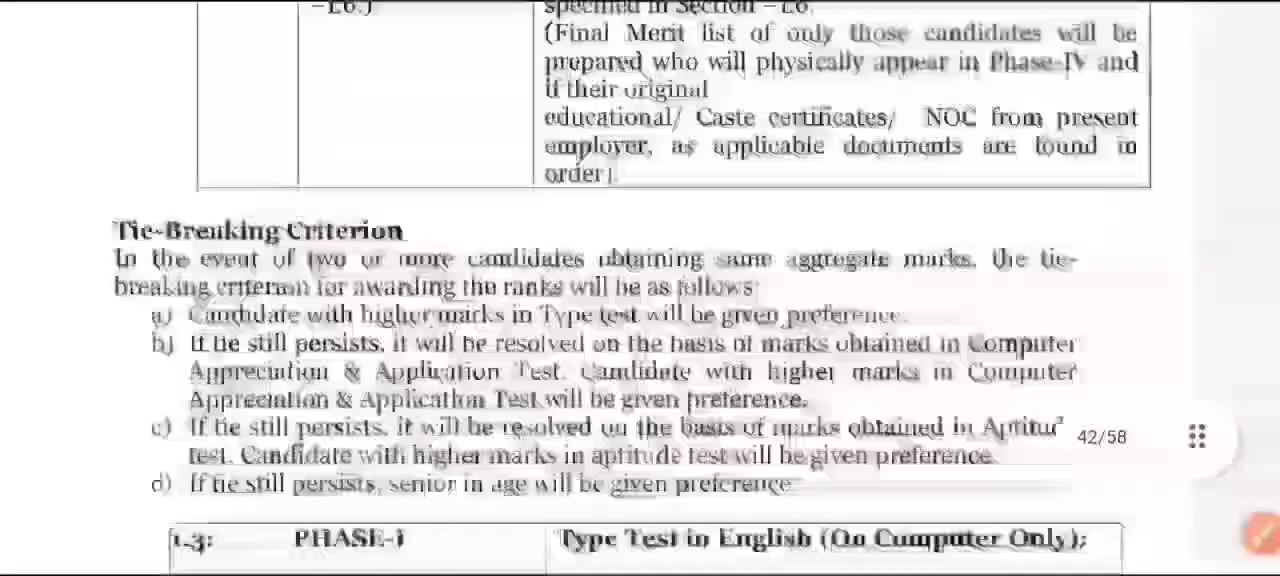 –E6.) specified in Section – E6.
(Final Merit list of only those candidates will be
prepared who will physically appear in Phase-IV and
if their original
educational/ Caste certificates/ NOC from present
employer, as applicable documents are found in
order).
Tie-Breaking Criterion
In the event of two or more candidates obtaining same aggregate marks, the tie-
breaking criterion for awarding the ranks will be as follows:
a) Candidate with higher marks in Type test will be given preference.
b) If tie still persists, it will be resolved on the basis of marks obtained in Computer
Appreciation & Application Test. Candidate with higher marks in Computer
Appreciation & Application Test will be given preference.
c) If tie still persists, it will be resolved on the basis of marks obtained in Aptitud
test. Candidate with higher marks in aptitude test will be given preference.
42/58
d) If tie still persists, senior in age will be given preference
1.3: PHASE-I Type Test in English (On Computer Only):